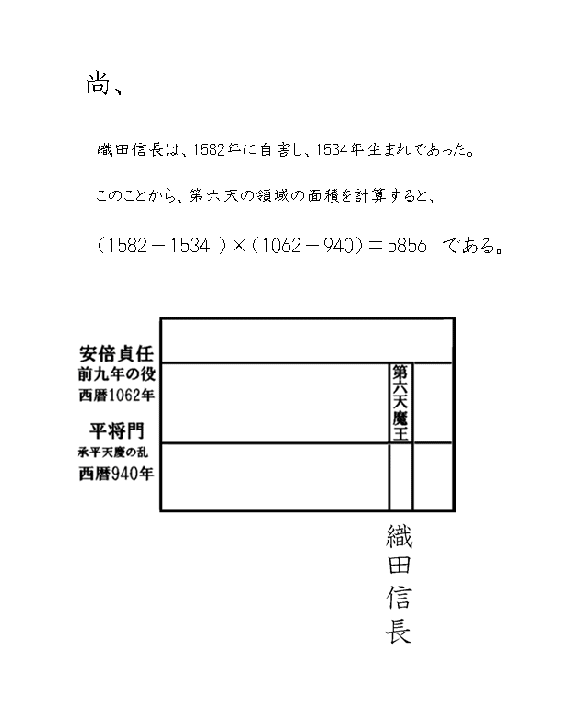 尚、
織田信長は、1582年に自害し、1534年生まれであった。
このことから、第六天の領域の面積を計算すると、
(1582－1534 )×(1062－940)＝5856 である。
安倍貞任
前九年の役
西暦1062年
平将門
承平天慶の乱
西暦940年
第六天魔王
織田信長